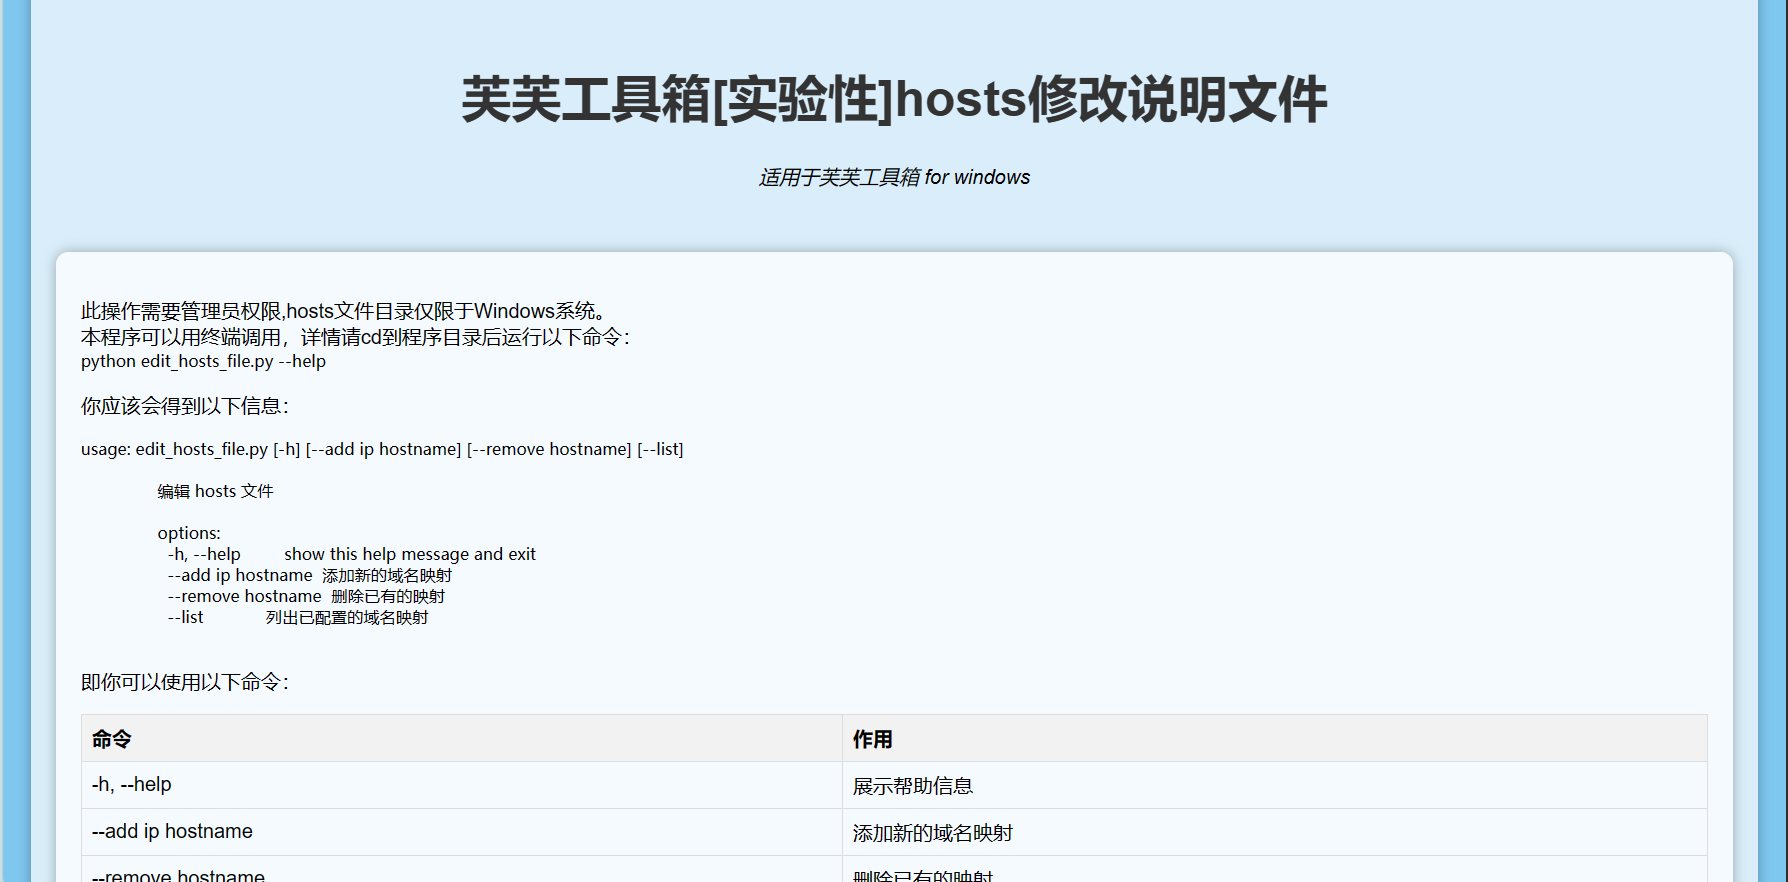 芙芙工具箱[实验性]hosts修改说明文件
适用于芙芙工具箱 for windows
此操作需要管理员权限,hosts文件目录仅限于Windows系统。
本程序可以用终端调用，详情请cd到程序目录后运行以下命令：
python edit_hosts_file.py --help
你应该会得到以下信息：
usage: edit_hosts_file.py [-h] [--add ip hostname] [--remove hostname] [--list]
编辑 hosts 文件
options:
-h, --help show this help message and exit
--add ip hostname 添加新的域名映射
--remove hostname 删除已有的映射
--list 列出已配置的域名映射
即你可以使用以下命令：
命令 作用
-h, --help 展示帮助信息
--add ip hostname 添加新的域名映射
--remove hostname 删除已有的映射